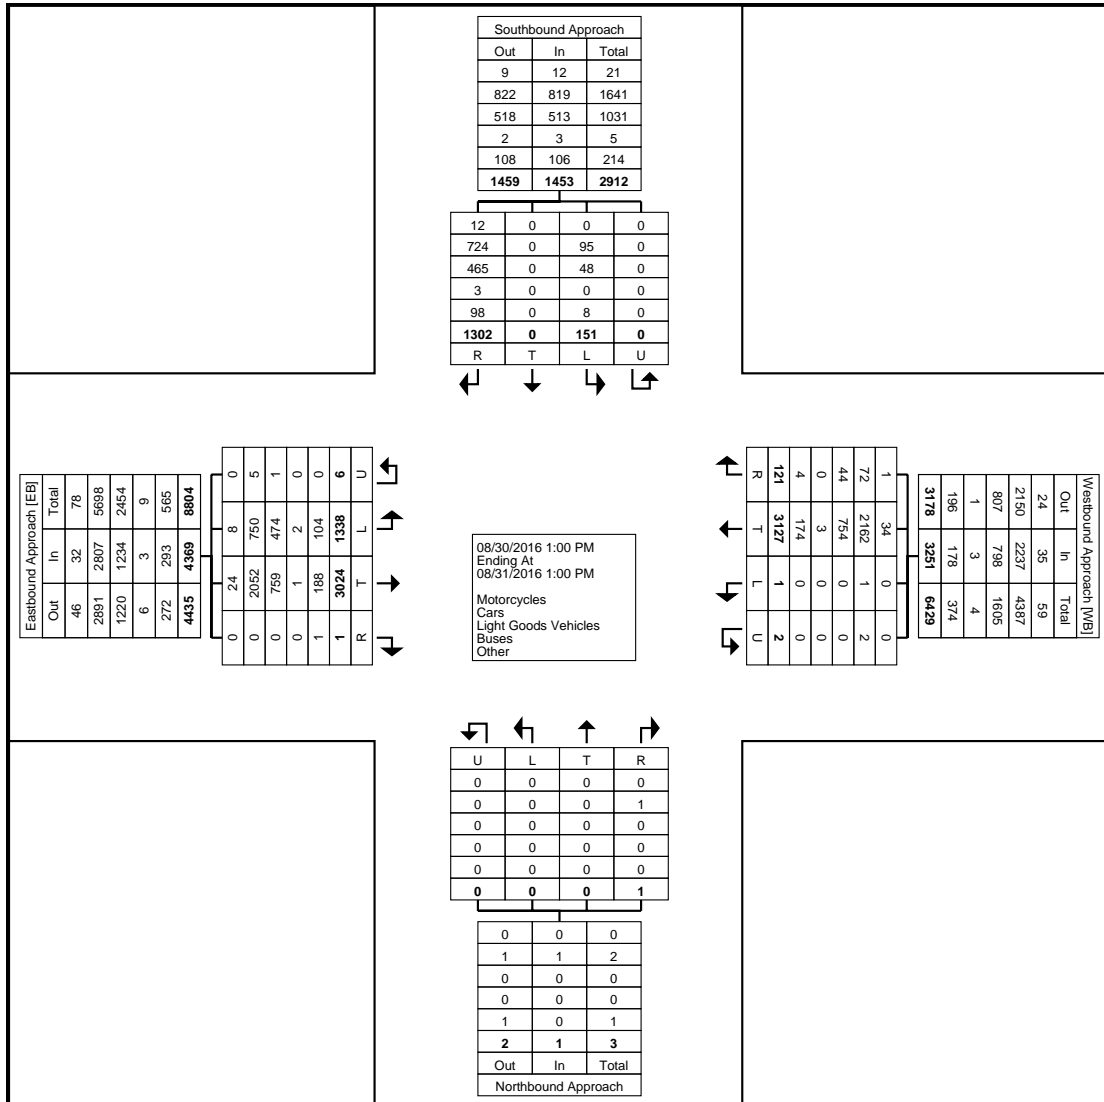 Southbound Approach
Out In Total
9 12 21
822 819 1641
518 513 1031
2 3 5
108 106 214
1459 1453 2912
12 0 0 0
724 0 95 0
465 0 48 0
3 0 0 0
98 0 8 0
1302 0 151 0
R T L U
Eastbound Approach [EB]
Out In Total
46 32 78
2891 2807 5698
1220 1234 2454
6 3 9
272 293 565
4435 4369 8804
0 24 8 0
0 2052 750 5
0 759 474 1
0 1 2 0
1 188 104 0
1 3024 1338 6
R T L U
08/30/2016 1:00 PM
Ending At
08/31/2016 1:00 PM
Motorcycles
Cars
Light Goods Vehicles
Buses
Other
Westbound Approach [WB]
Out In Total
24 35 59
2150 2237 4387
807 798 1605
1 3 4
196 178 374
3178 3251 6429
1 34 0 0
72 2162 1 2
44 754 0 0
0 3 0 0
4 174 0 0
121 3127 1 2
R T L U
U L T R
0 0 0 0
0 0 0 1
0 0 0 0
0 0 0 0
0 0 0 0
0 0 0 1
0 0 0
1 1 2
0 0 0
0 0 0
1 0 1
2 1 3
Out In Total
Northbound Approach